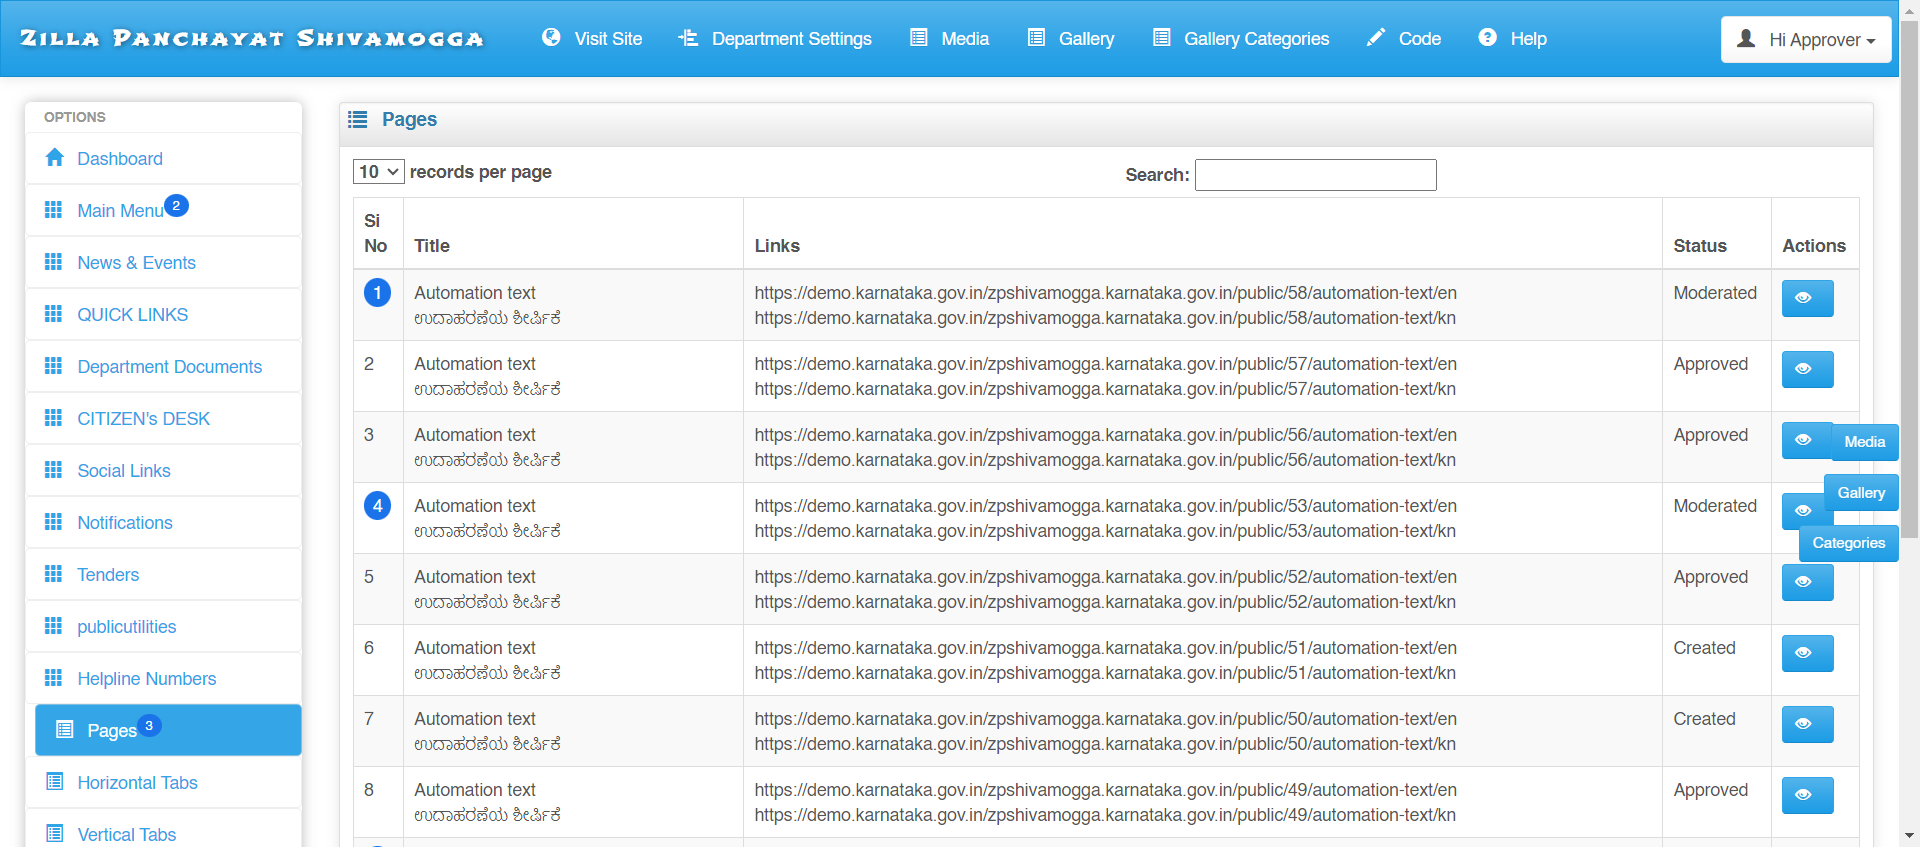 Zilla Panchayat Shivamogga
Visit Site
Department Settings
Media
Gallery
Gallery Categories
Code
Help
Hi Approver
OPTIONS
Dashboard
Main Menu 2
News & Events
QUICK LINKS
Department Documents
CITIZEN's DESK
Social Links
Notifications
Tenders
publicutilities
Helpline Numbers
Pages 3
Horizontal Tabs
Vertical Tabs
Pages
10 records per page
Search:
Si No Title Links Status Actions
1 Automation text https://demo.karnataka.gov.in/zpshivamogga.karnataka.gov.in/public/58/automation-text/en Moderated
ಉದಾಹರಣೆಯ ಶೀರ್ಷಿಕೆ https://demo.karnataka.gov.in/zpshivamogga.karnataka.gov.in/public/58/automation-text/kn
2 Automation text https://demo.karnataka.gov.in/zpshivamogga.karnataka.gov.in/public/57/automation-text/en Approved
ಉದಾಹರಣೆಯ ಶೀರ್ಷಿಕೆ https://demo.karnataka.gov.in/zpshivamogga.karnataka.gov.in/public/57/automation-text/kn
3 Automation text https://demo.karnataka.gov.in/zpshivamogga.karnataka.gov.in/public/56/automation-text/en Approved
ಉದಾಹರಣೆಯ ಶೀರ್ಷಿಕೆ https://demo.karnataka.gov.in/zpshivamogga.karnataka.gov.in/public/56/automation-text/kn
4 Automation text https://demo.karnataka.gov.in/zpshivamogga.karnataka.gov.in/public/53/automation-text/en Moderated
ಉದಾಹರಣೆಯ ಶೀರ್ಷಿಕೆ https://demo.karnataka.gov.in/zpshivamogga.karnataka.gov.in/public/53/automation-text/kn
5 Automation text https://demo.karnataka.gov.in/zpshivamogga.karnataka.gov.in/public/52/automation-text/en Approved
ಉದಾಹರಣೆಯ ಶೀರ್ಷಿಕೆ https://demo.karnataka.gov.in/zpshivamogga.karnataka.gov.in/public/52/automation-text/kn
6 Automation text https://demo.karnataka.gov.in/zpshivamogga.karnataka.gov.in/public/51/automation-text/en Created
ಉದಾಹರಣೆಯ ಶೀರ್ಷಿಕೆ https://demo.karnataka.gov.in/zpshivamogga.karnataka.gov.in/public/51/automation-text/kn
7 Automation text https://demo.karnataka.gov.in/zpshivamogga.karnataka.gov.in/public/50/automation-text/en Created
ಉದಾಹರಣೆಯ ಶೀರ್ಷಿಕೆ https://demo.karnataka.gov.in/zpshivamogga.karnataka.gov.in/public/50/automation-text/kn
8 Automation text https://demo.karnataka.gov.in/zpshivamogga.karnataka.gov.in/public/49/automation-text/en Approved
ಉದಾಹರಣೆಯ ಶೀರ್ಷಿಕೆ https://demo.karnataka.gov.in/zpshivamogga.karnataka.gov.in/public/49/automation-text/kn
Media
Gallery
Categories